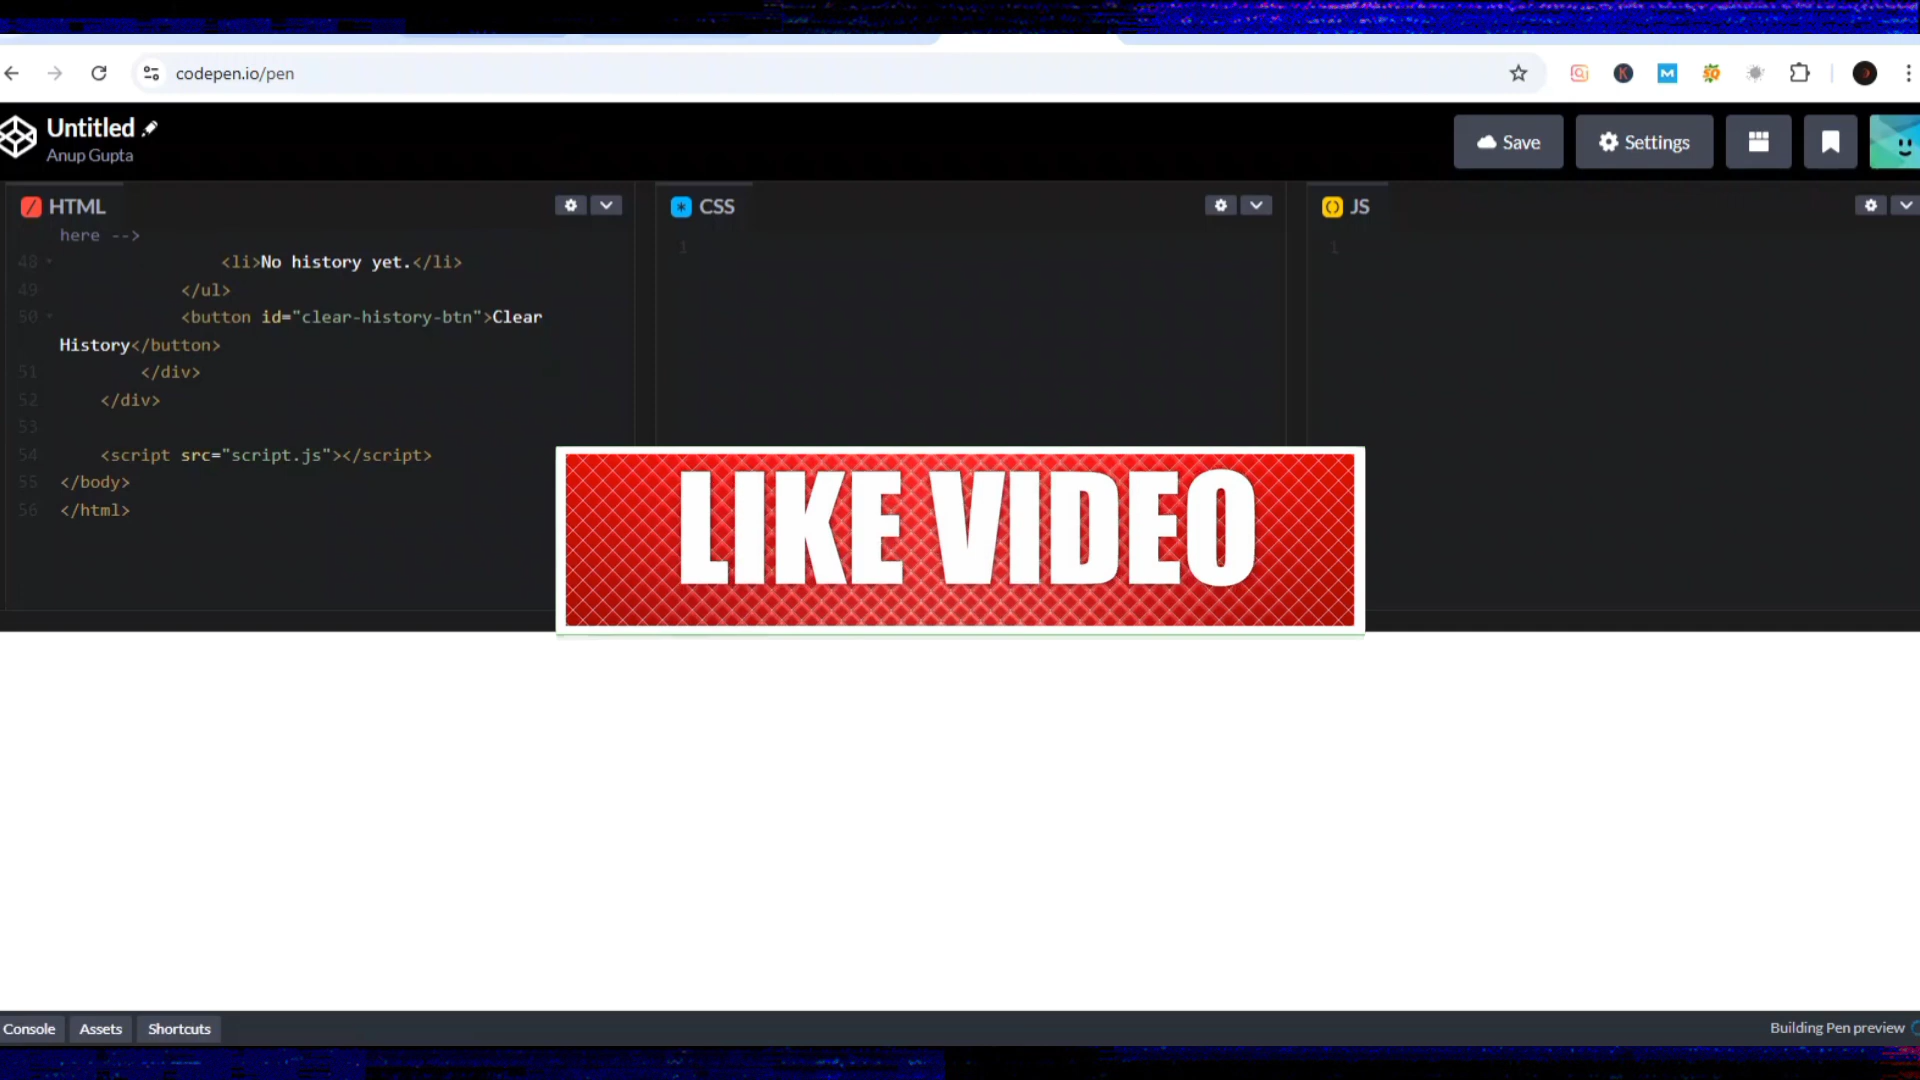 codepen.io/pen
Untitled
Anup Gupta
Save
Settings
HTML
here -->
48 <li>No history yet.</li>
49 </ul>
50 <button id="clear-history-btn">Clear
History</button>
51 </div>
52 </div>
53
54 <script src="script.js"></script>
55 </body>
56 </html>
CSS
1
JS
1
LIKE VIDEO
Console
Assets
Shortcuts
Building Pen preview